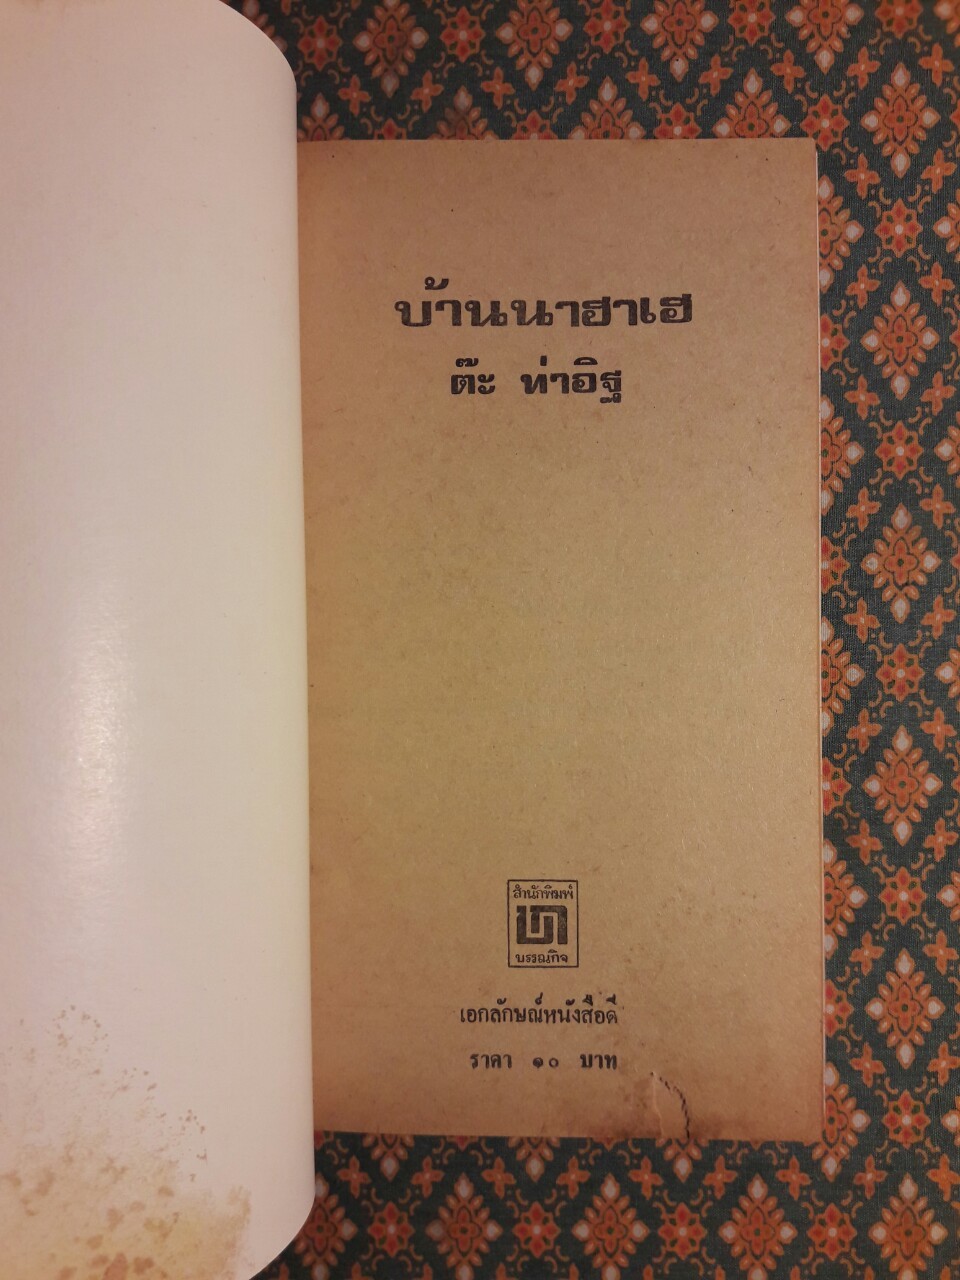 บ้านนาฮาเฮ
ต๊ะ ท่าอิฐ
สำนักพิมพ์
บรรณกิจ
เอกลักษณ์หนังสือดี
ราคา ๑๐ บาท